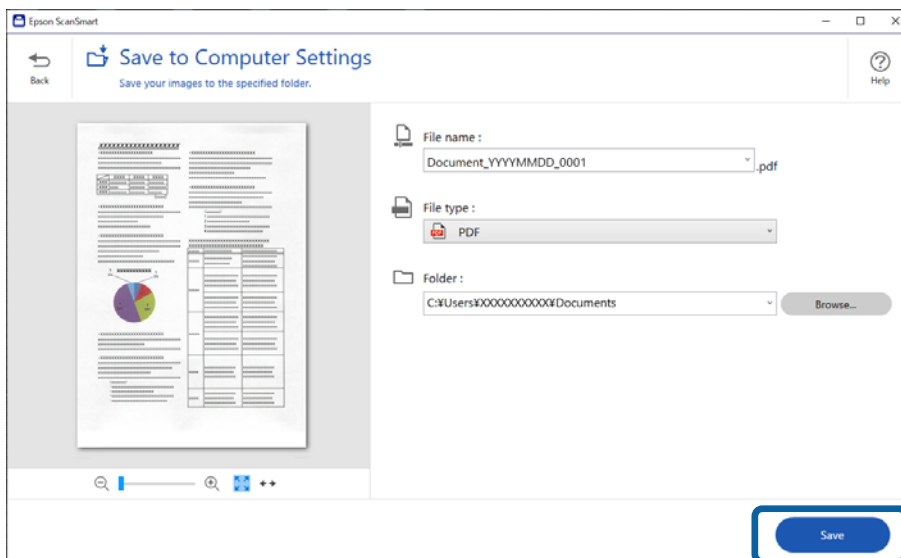 Epson ScanSmart
Back
Save to Computer Settings
Save your images to the specified folder.
Help
File name :
Document_YYYYMMDD_0001
.pdf
File type :
PDF
Folder :
C:¥Users¥XXXXXXXXXX¥Documents
Browse...
Save